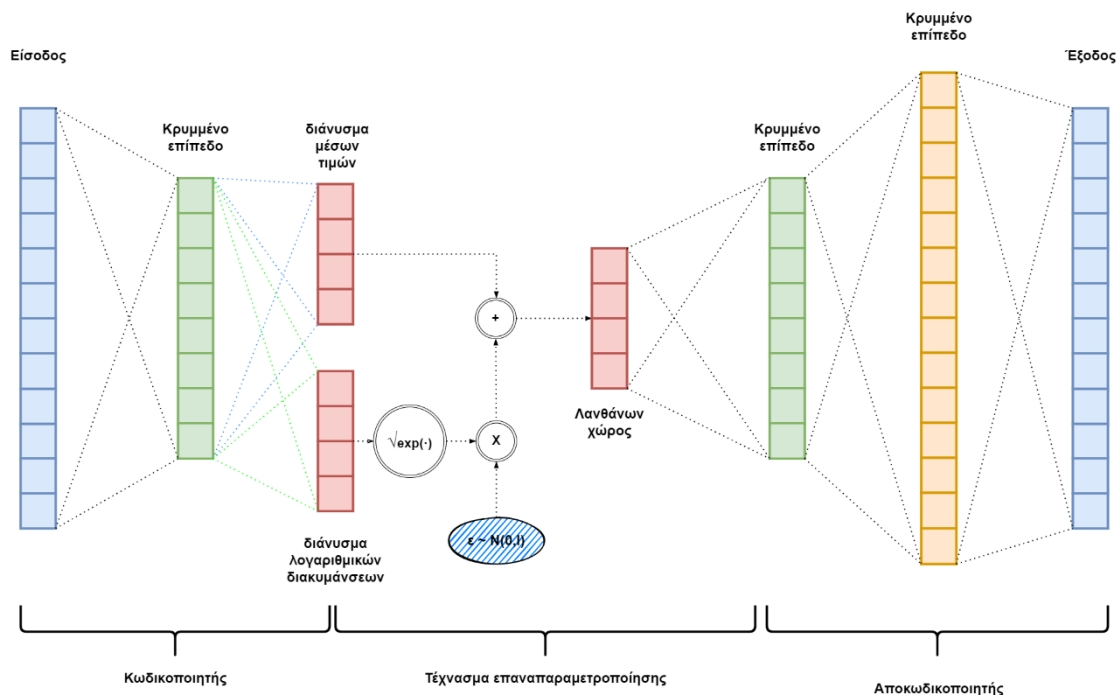 Είσοδος
Κρυμμένο
επίπεδο
διάνυσμα
μέσων
τιμών
Κρυμμένο
επίπεδο
Κρυμμένο
επίπεδο
Έξοδος
+
√exp(·)
X
ε ~ N(0,I)
Λανθάνων
χώρος
διάνυσμα
λογαριθμικών
διακυμάνσεων
Κωδικοποιητής
Τέχνασμα επαναπαραμετροποίησης
Αποκωδικοποιητής